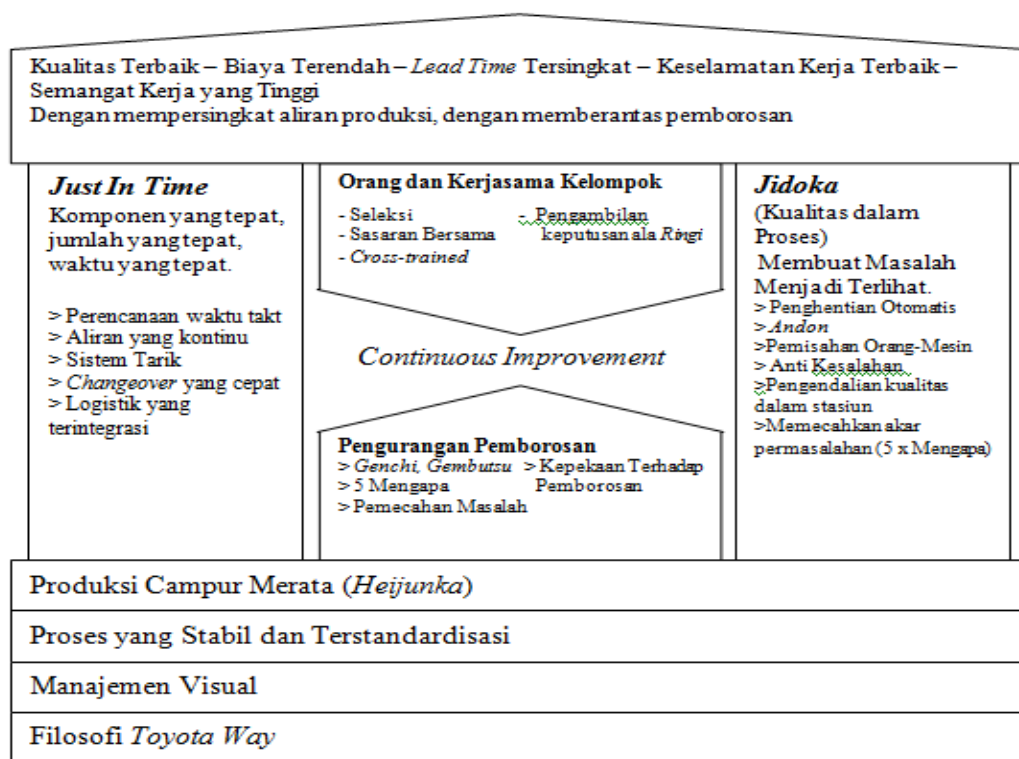 Kualitas Terbaik – Biaya Terendah – Lead Time Tersingkat – Keselamatan Kerja Terbaik –
Semangat Kerja yang Tinggi
Dengan mempersingkat aliran produksi, dengan memberantas pemborosan
Just In Time
Komponen yang tepat,
jumlah yang tepat,
waktu yang tepat.
> Perencanaan waktu takt
> Aliran yang kontinu
> Sistem Tarik
> Changeover yang cepat
> Logistik yang
terintegrasi
Orang dan Kerjasama Kelompok
- Seleksi
- Sasaran Bersama
- Cross-trained
- Pengambilan
keputusan ala Ringi
Continuous Improvement
Pengurangan Pemborosan
> Genchi, Gembutsu
> 5 Mengapa
> Pemecahan Masalah
> Kepekaan Terhadap
Pemborosan
Jidoka
(Kualitas dalam
Proses)
Membuat Masalah
Menjadi Terlihat.
> Penghentian Otomatis
>Andon
>Pemisahan Orang-Mesin
> Anti Kesalahan
>Pengendalian kualitas
dalam stasiun
>Memecahkan akar
permasalahan (5 x Mengapa)
Produksi Campur Merata (Heijunka)
Proses yang Stabil dan Terstandardisasi
Manajemen Visual
Filosofi Toyota Way